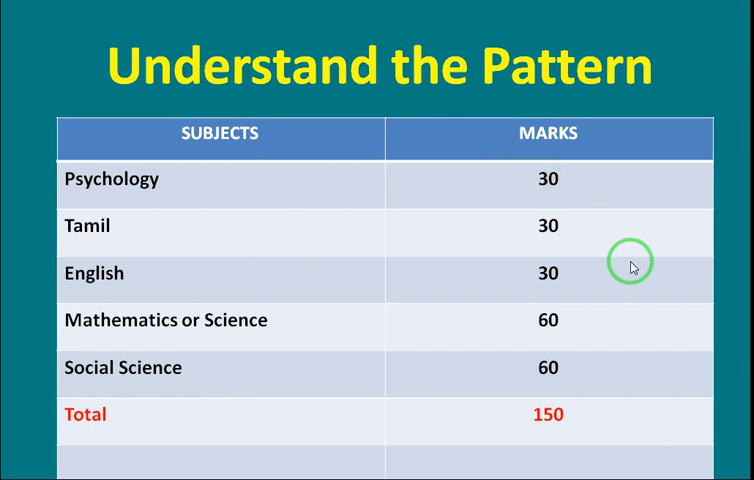 Understand the Pattern
SUBJECTS MARKS
Psychology 30
Tamil 30
English 30
Mathematics or Science 60
Social Science 60
Total 150